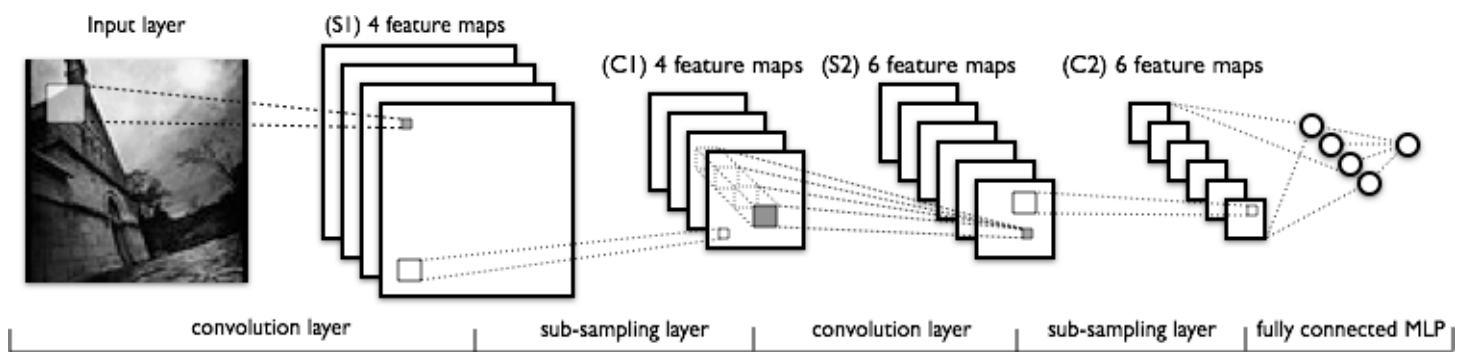 Input layer
(S1) 4 feature maps
(C1) 4 feature maps
(S2) 6 feature maps
(C2) 6 feature maps
convolution layer
sub-sampling layer
convolution layer
sub-sampling layer
fully connected MLP